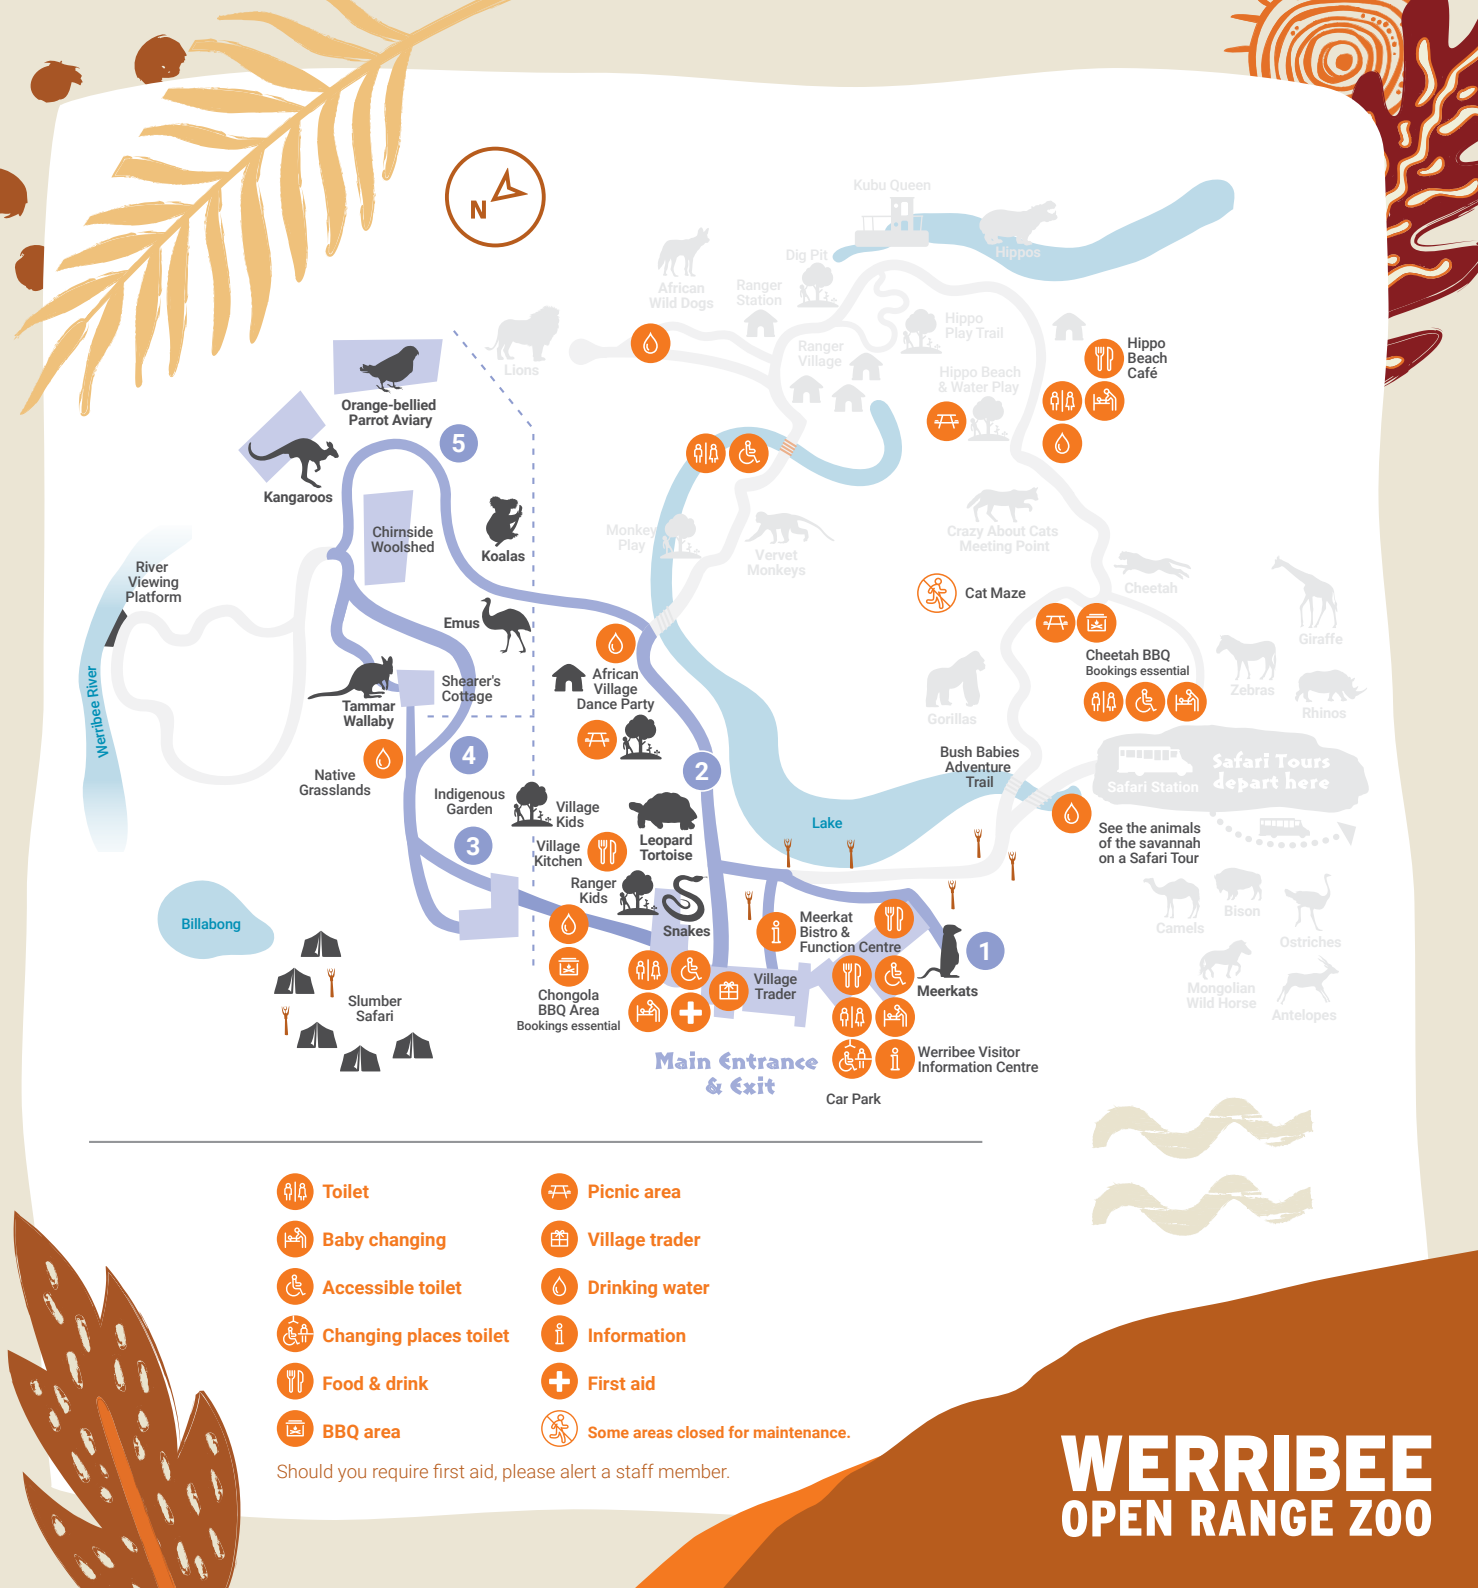 N
Kubu Queen
Hippos
Dig Pit
African
Wild Dogs
Ranger
Station
Hippo
Play Trail
Lions
Ranger
Village
Hippo Beach
& Water Play
Hippo
Beach
Café
Orange-bellied
Parrot Aviary
5
Kangaroos
Chirnside
Woolshed
Koalas
Monkey
Play
Vervet
Monkeys
Crazy About Cats
Meeting Point
Cheetah
Cat Maze
Giraffe
River
Viewing
Platform
Emus
Werribee River
Tammar
Wallaby
Shearer's
Cottage
African
Village
Dance Party
Cheetah BBQ
Bookings essential
Zebras
Rhinos
Gorillas
Native
Grasslands
4
2
Bush Babies
Adventure
Trail
Safari Station
Safari Tours
depart here
Indigenous
Garden
Village
Kids
3
Village
Kitchen
Leopard
Tortoise
Lake
See the animals
of the savannah
on a Safari Tour
Ranger
Kids
Snakes
Camels
Bison
Ostriches
Billabong
Meerkat
Bistro &
Function Centre
1
Meerkats
Mongolian
Wild Horse
Antelopes
Slumber
Safari
Chongola
BBQ Area
Bookings essential
Village
Trader
Main Entrance
& Exit
Werribee Visitor
Information Centre
Car Park
Toilet
Baby changing
Accessible toilet
Changing places toilet
Food & drink
BBQ area
Picnic area
Village trader
Drinking water
Information
First aid
Some areas closed for maintenance.
Should you require first aid, please alert a staff member.
WERRIBEE
OPEN RANGE ZOO